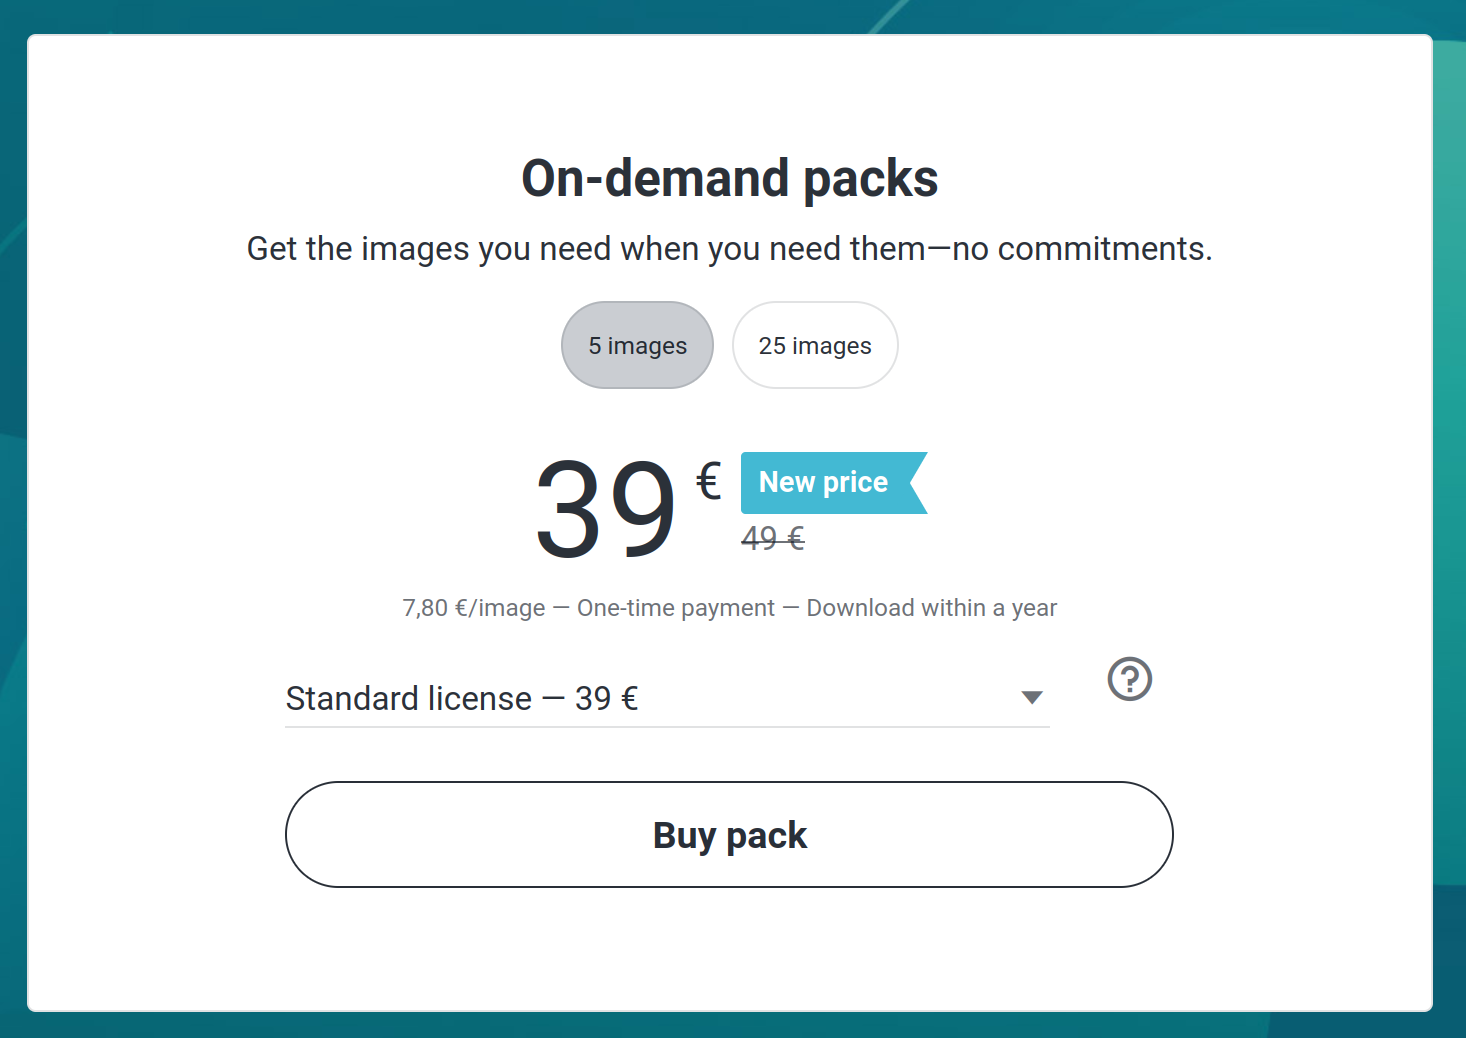 On-demand packs
Get the images you need when you need them—no commitments.
5 images 25 images
39 € New price
49 €
7,80 €/image — One-time payment — Download within a year
Standard license — 39 €
Buy pack